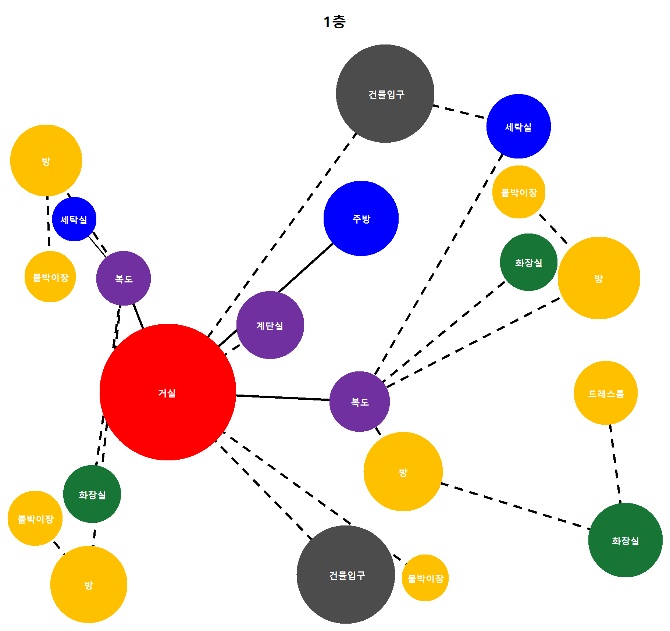 1층
건물입구
세탁실
방
붙박이장
세탁실
주방
화장실
방
붙박이장
복도
계단실
거실
드레스룸
복도
방
화장실
붙박이장
화장실
건물입구
붙박이장
방